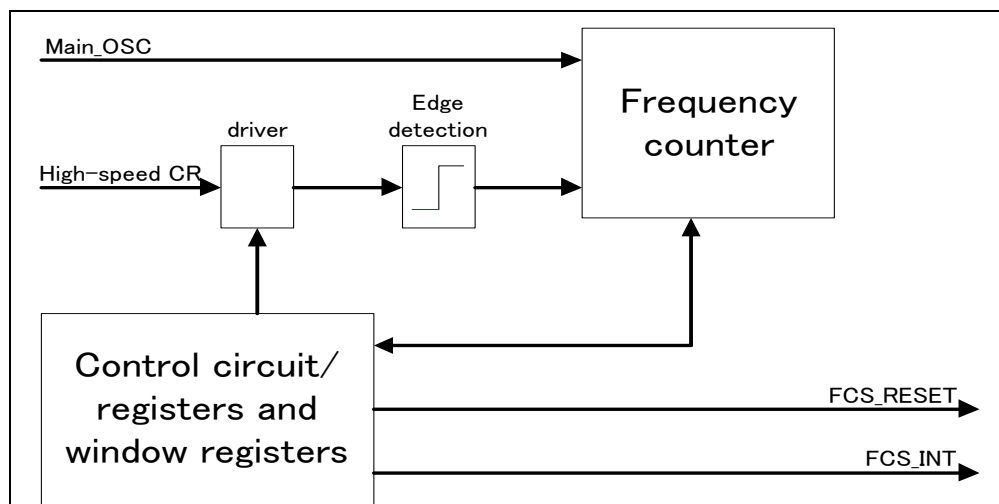 Main_OSC
Frequency
counter
Edge
detection
driver
High-speed CR
Control circuit/
registers and
window registers
FCS_RESET
FCS_INT